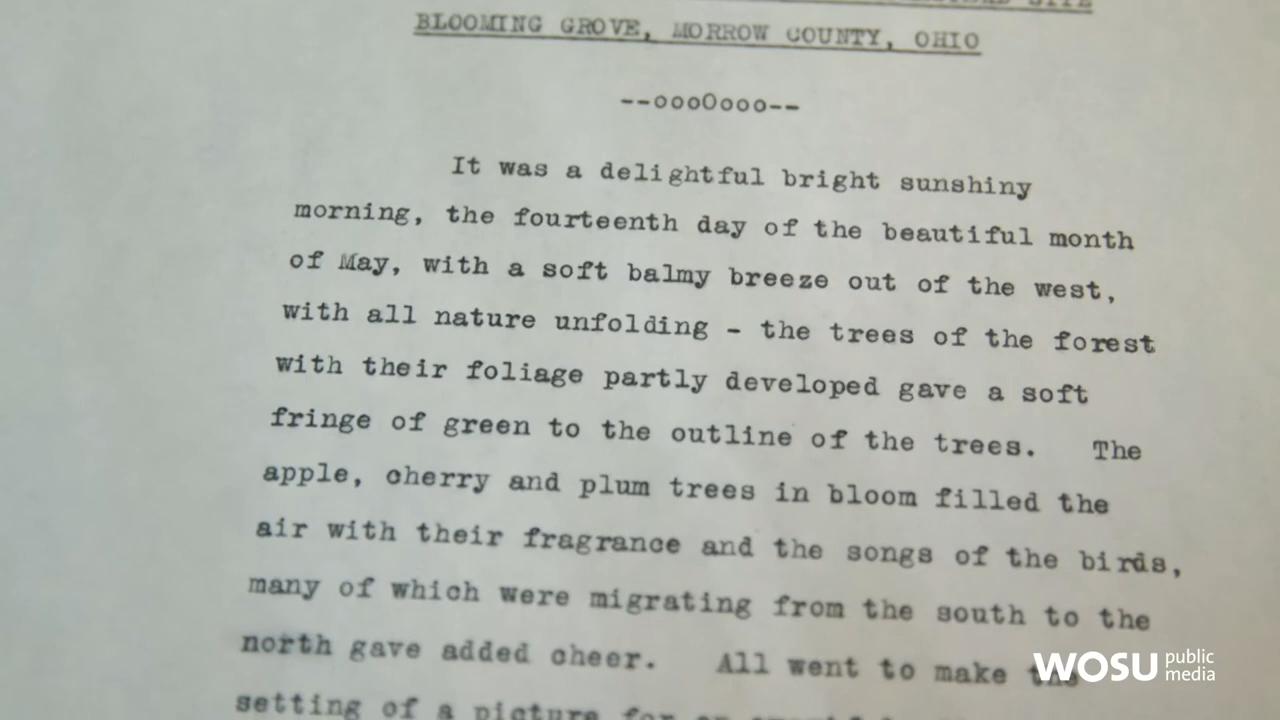 SITE
BLOOMING GROVE, MORROW COUNTY, OHIO
--oooOooo--
It was a delightful bright sunshiny
morning, the fourteenth day of the beautiful month
of May, with a soft balmy breeze out of the west,
with all nature unfolding - the trees of the forest
with their foliage partly developed gave a soft
fringe of green to the outline of the trees. The
apple, cherry and plum trees in bloom filled the
air with their fragrance and the songs of the birds,
many of which were migrating from the south to the
north gave added cheer. All went to make the
setting of a picture for an
WOSU public
media